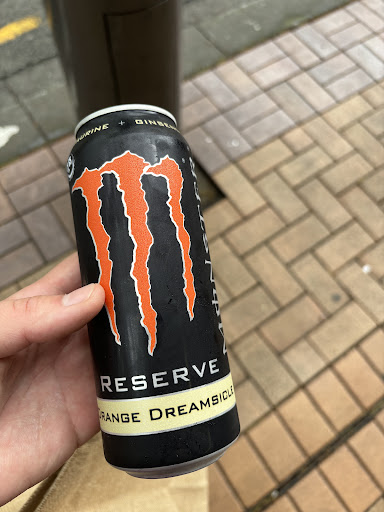 TAURINE + GINSENG
RESERVE
ORANGE DREAMSICLE